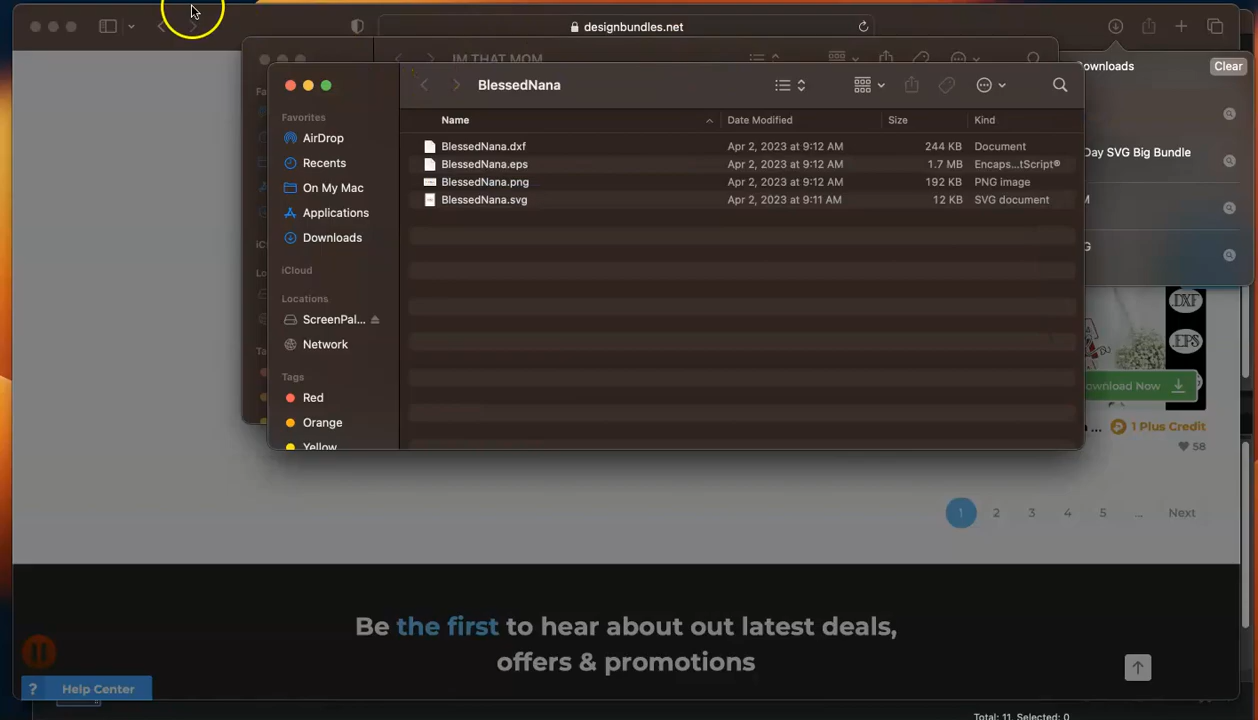 designbundles.net
IM THAT MOM
BlessedNana
ownloads
Clear
Favorites
AirDrop
Recents
On My Mac
Applications
Downloads
iCloud
Locations
ScreenPal...
Network
Tags
Red
Orange
Yellow
Name Date Modified Size Kind
BlessedNana.dxf Apr 2, 2023 at 9:12 AM 244 KB Document
BlessedNana.eps Apr 2, 2023 at 9:12 AM 1.7 MB Encaps...tScript®
BlessedNana.png Apr 2, 2023 at 9:12 AM 192 KB PNG image
BlessedNana.svg Apr 2, 2023 at 9:11 AM 12 KB SVG document
Day SVG Big Bundle
M
G
DXF
EPS
ownload Now
... 1 Plus Credit
58
1 2 3 4 5 ... Next
Be the first to hear about out latest deals,
offers & promotions
? Help Center
Total: 11, Selected: 0